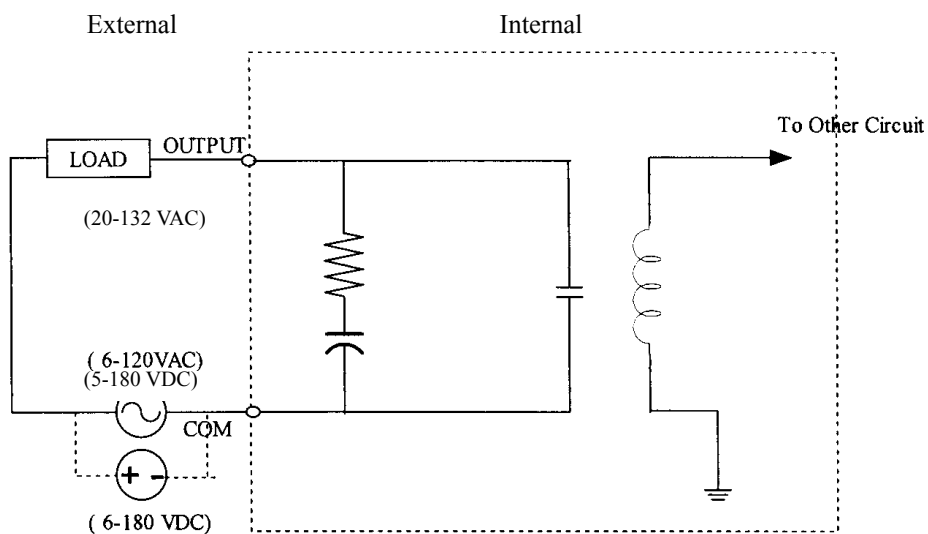 External
Internal
To Other Circuit
OUTPUT
LOAD
(20-132 VAC)
( 6-120VAC)
(5-180 VDC)
COM
+ -
( 6-180 VDC)